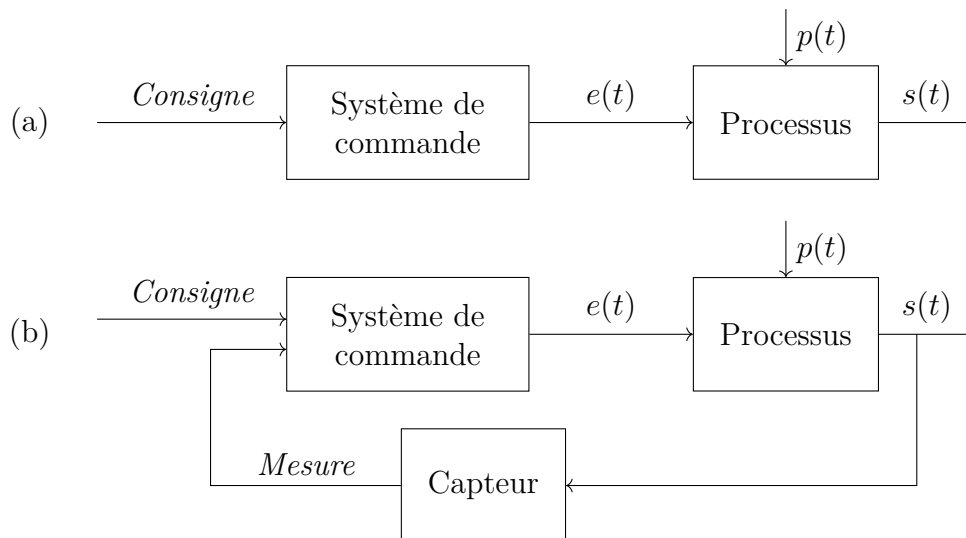 p(t)
Consigne
Système de
commande
e(t)
Processus
s(t)
(a)
p(t)
Consigne
Système de
commande
e(t)
Processus
s(t)
(b)
Mesure
Capteur